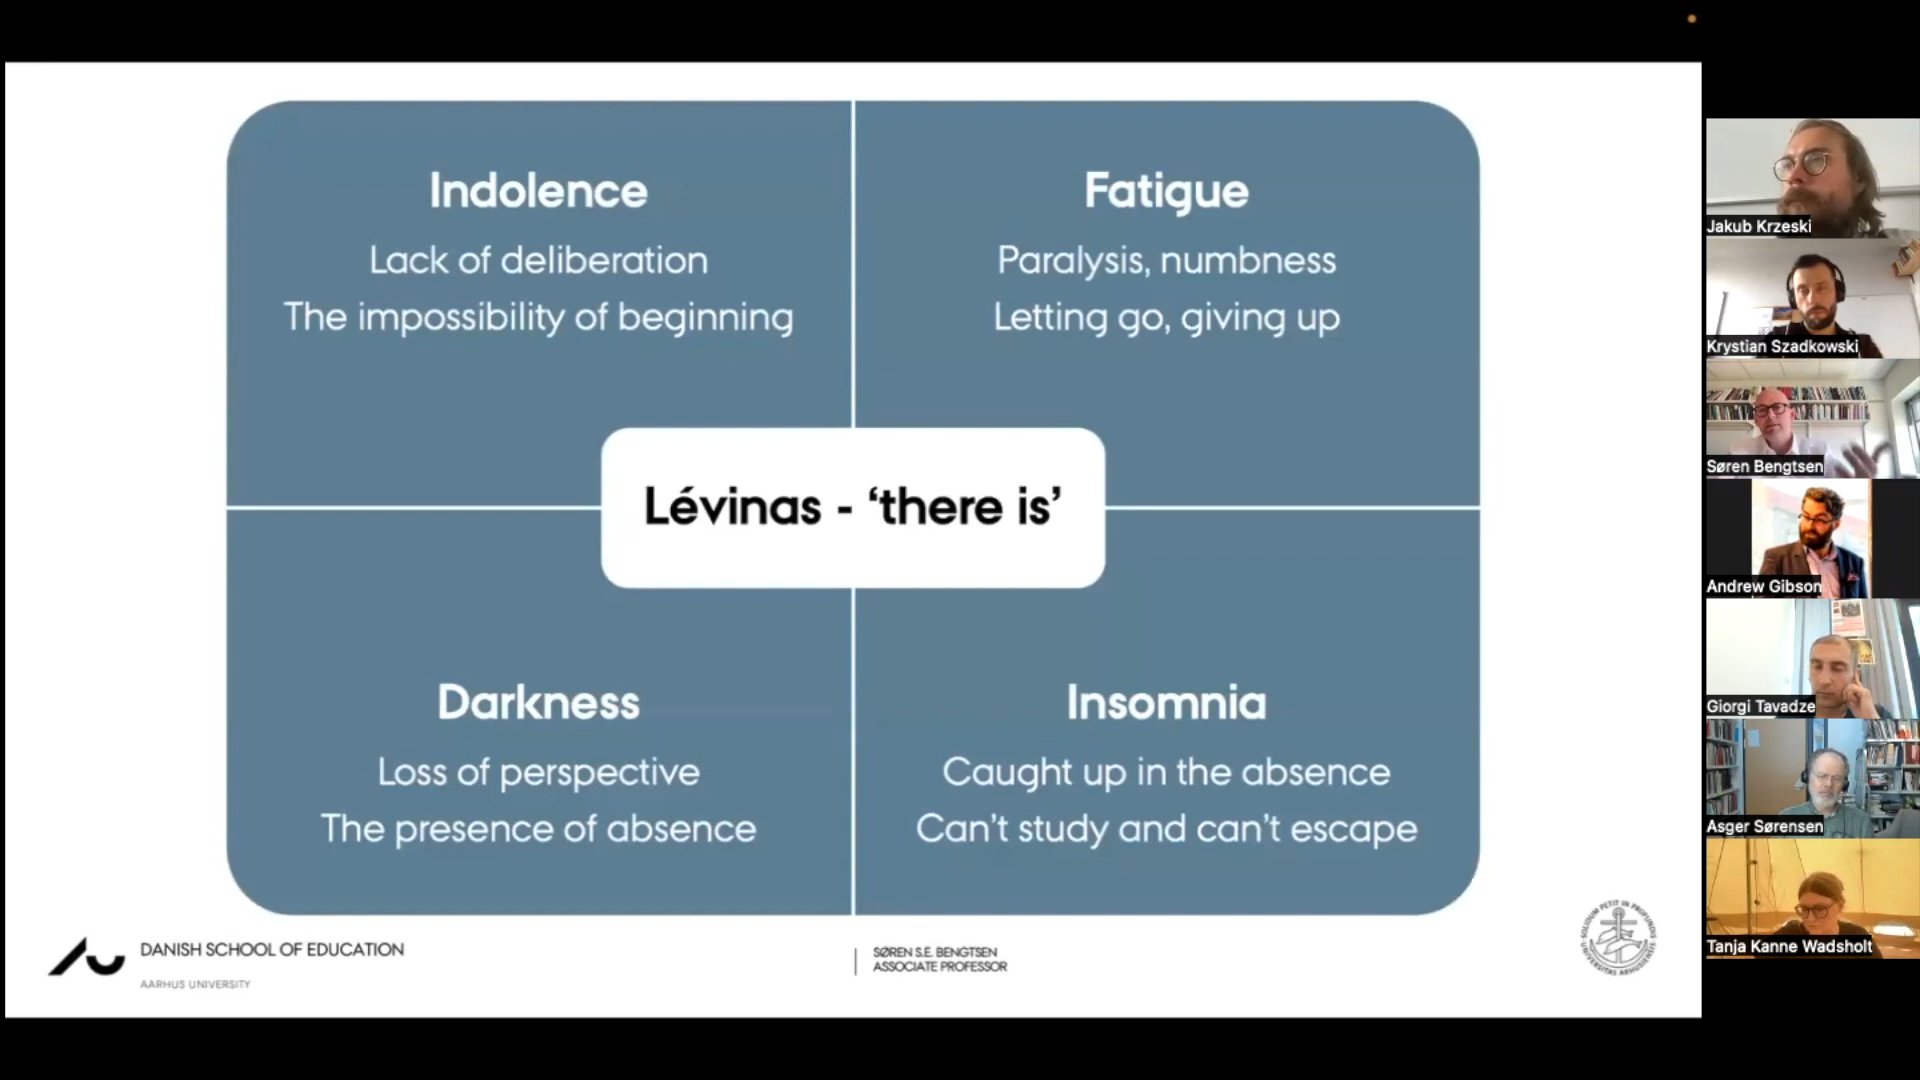 Indolence
Lack of deliberation
The impossibility of beginning
Fatigue
Paralysis, numbness
Letting go, giving up
Lévinas - ‘there is’
Darkness
Loss of perspective
The presence of absence
Insomnia
Caught up in the absence
Can’t study and can’t escape
DANISH SCHOOL OF EDUCATION
AARHUS UNIVERSITY
SØREN S.E. BENGTSEN
ASSOCIATE PROFESSOR
Jakub Krzeski
Krystian Szadkowski
Søren Bengtsen
Andrew Gibson
Giorgi Tavadze
Asger Sørensen
Tanja Kanne Wadsholt